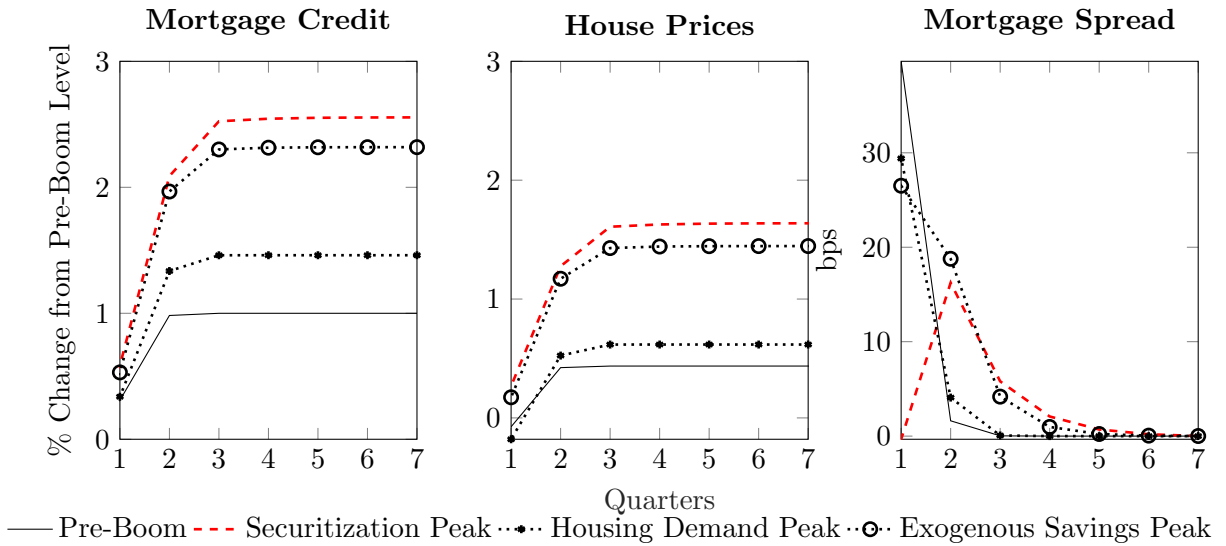 Mortgage Credit
House Prices
Mortgage Spread
% Change from Pre-Boom Level
3
2
1
0
1 2 3 4 5 6 7
3
2
1
0
1 2 3 4 5 6 7
bps
30
20
10
0
1 2 3 4 5 6 7
Quarters
Pre-Boom Securitization Peak Housing Demand Peak Exogenous Savings Peak